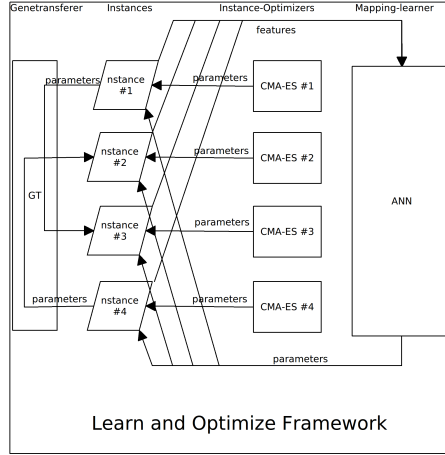 Genetransferer Instances Instance-Optimizers Mapping-learner
features
parameters nstance #1 parameters CMA-ES #1
nstance #2 parameters CMA-ES #2
GT ANN
nstance #3 parameters CMA-ES #3
parameters nstance #4 parameters CMA-ES #4
parameters
Learn and Optimize Framework